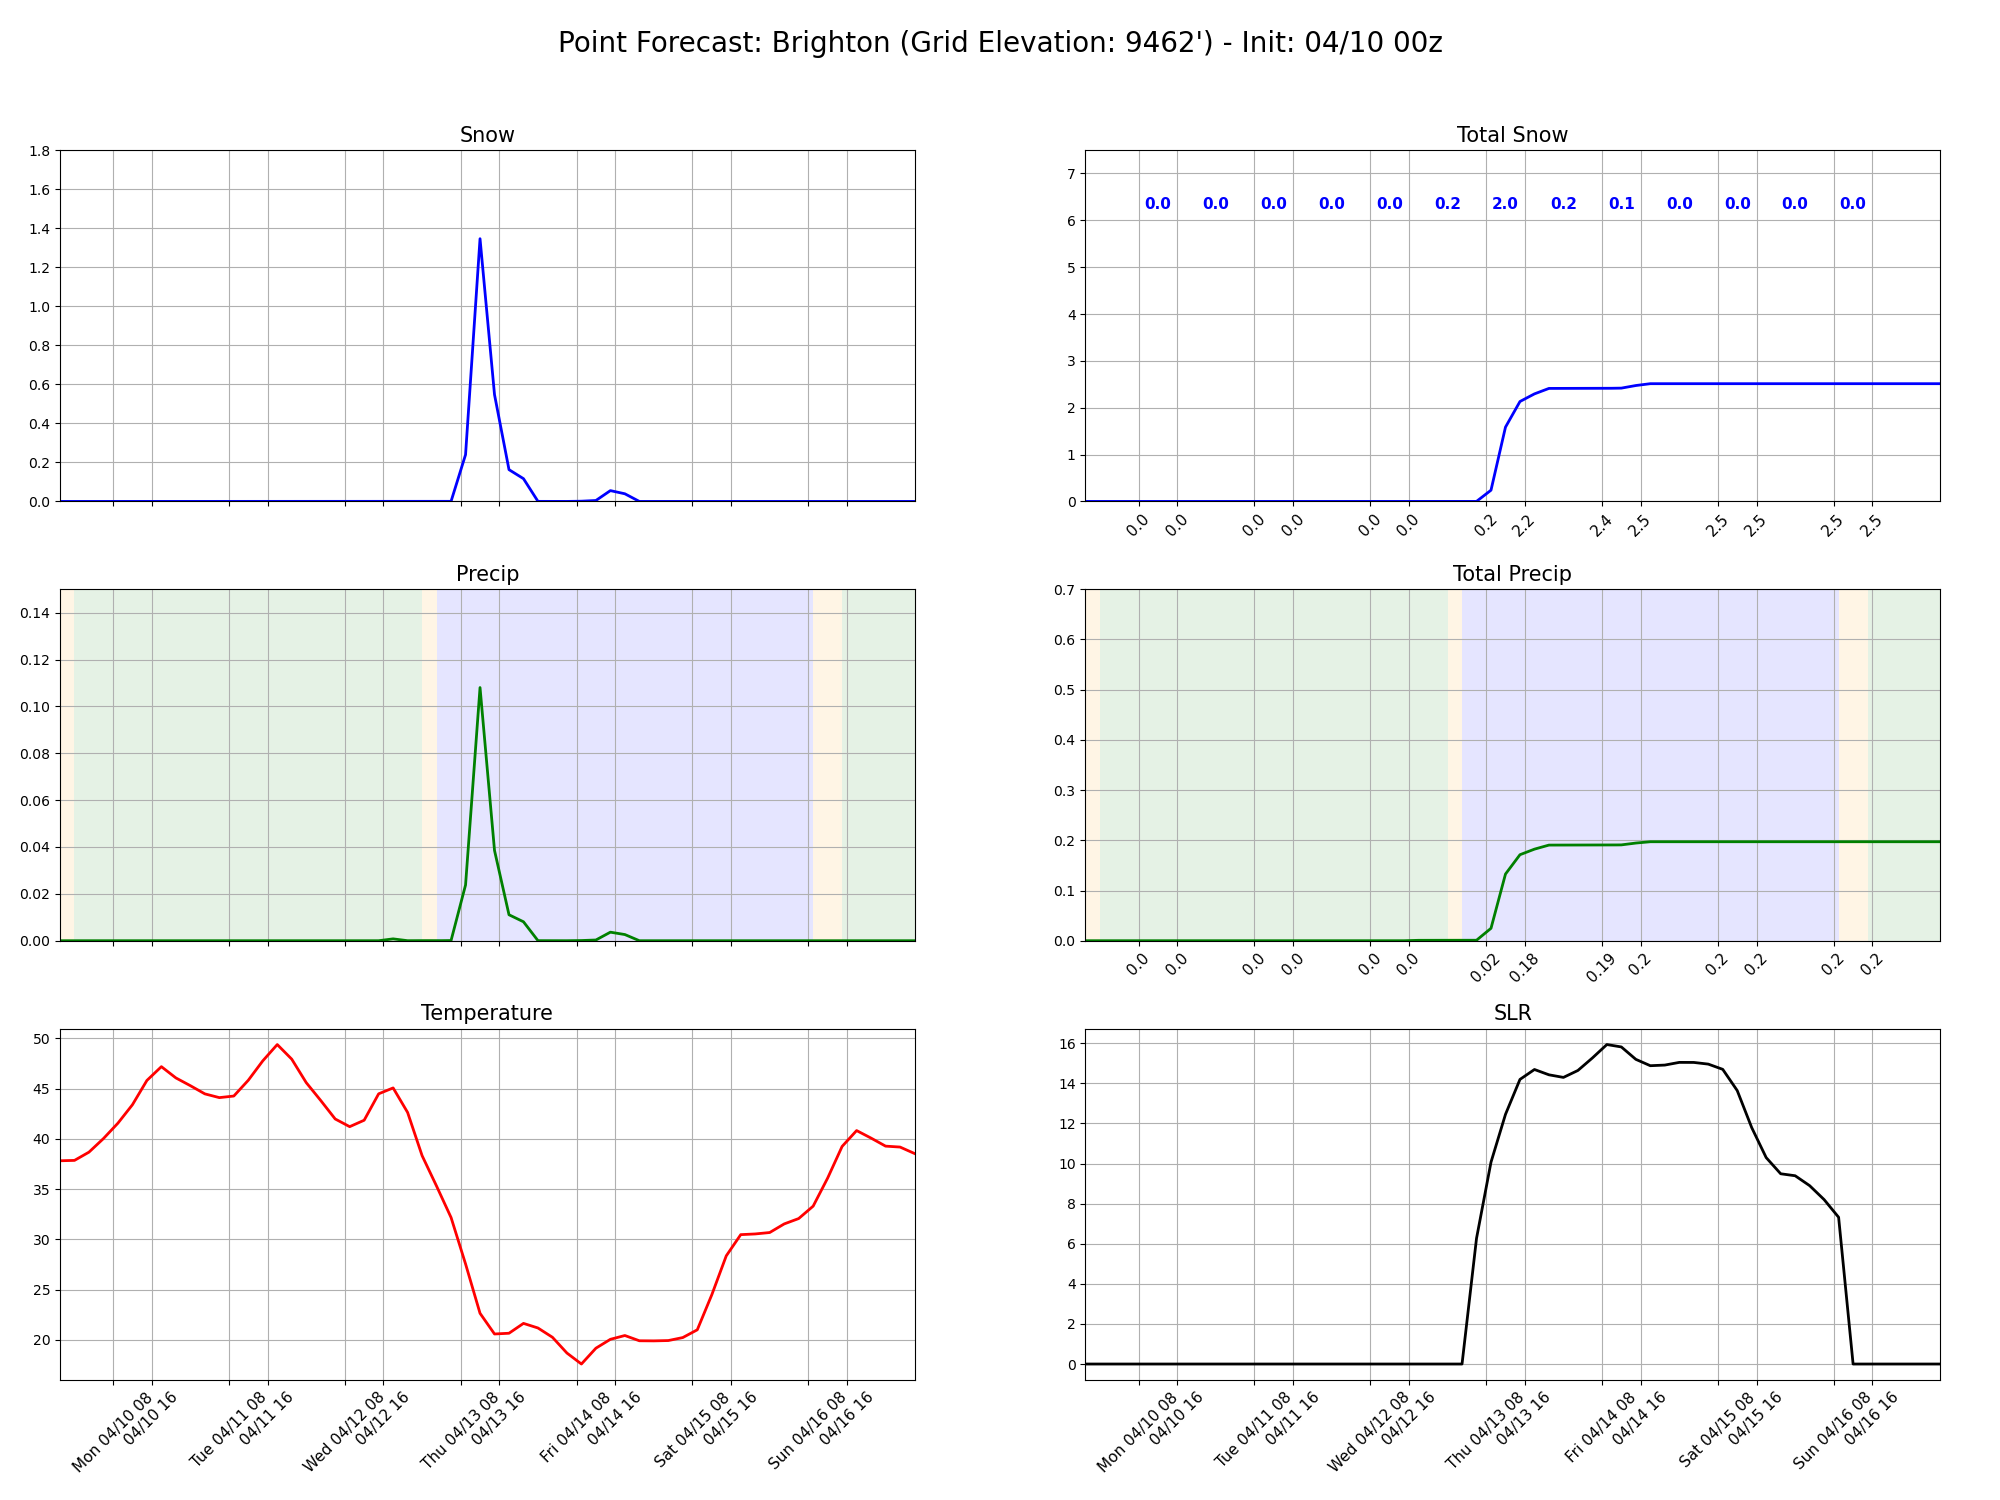 Point Forecast: Brighton (Grid Elevation: 9462') - Init: 04/10 00z
Snow
1.8
1.6
1.4
1.2
1.0
0.8
0.6
0.4
0.2
0.0
Total Snow
7
6
5
4
3
2
1
0
0.0 0.0 0.0 0.0 0.0 0.2 2.0 0.2 0.1 0.0 0.0 0.0 0.0
0.0 0.0 0.0 0.0 0.0 0.0 0.2 2.2 2.4 2.5 2.5 2.5 2.5 2.5
Precip
0.14
0.12
0.10
0.08
0.06
0.04
0.02
0.00
Total Precip
0.7
0.6
0.5
0.4
0.3
0.2
0.1
0.0
0.0 0.0 0.0 0.0 0.0 0.0 0.02 0.18 0.19 0.2 0.2 0.2 0.2 0.2
Temperature
50
45
40
35
30
25
20
Mon 04/10 08
04/10 16
Tue 04/11 08
04/11 16
Wed 04/12 08
04/12 16
Thu 04/13 08
04/13 16
Fri 04/14 08
04/14 16
Sat 04/15 08
04/15 16
Sun 04/16 08
04/16 16
SLR
16
14
12
10
8
6
4
2
0
Mon 04/10 08
04/10 16
Tue 04/11 08
04/11 16
Wed 04/12 08
04/12 16
Thu 04/13 08
04/13 16
Fri 04/14 08
04/14 16
Sat 04/15 08
04/15 16
Sun 04/16 08
04/16 16